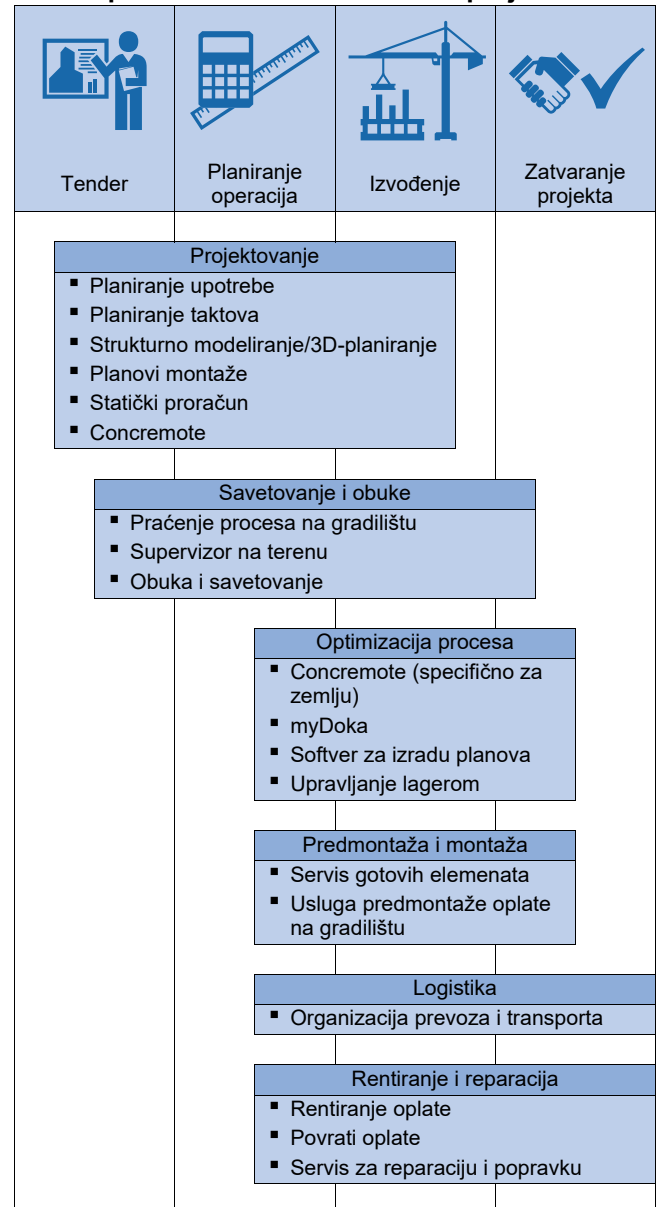 Tender
Planiranje
operacija
Izvođenje
Zatvaranje
projekta
Projektovanje
▪ Planiranje upotrebe
▪ Planiranje taktova
▪ Strukturno modeliranje/3D-planiranje
▪ Planovi montaže
▪ Statički proračun
▪ Concremote
Savetovanje i obuke
▪ Praćenje procesa na gradilištu
▪ Supervizor na terenu
▪ Obuka i savetovanje
Optimizacija procesa
▪ Concremote (specifično za
zemlju)
▪ myDoka
▪ Softver za izradu planova
▪ Upravljanje lagerom
Predmontaža i montaža
▪ Servis gotovih elemenata
▪ Usluga predmontaže oplate
na gradilištu
Logistika
▪ Organizacija prevoza i transporta
Rentiranje i reparacija
▪ Rentiranje oplate
▪ Povrati oplate
▪ Servis za reparaciju i popravku